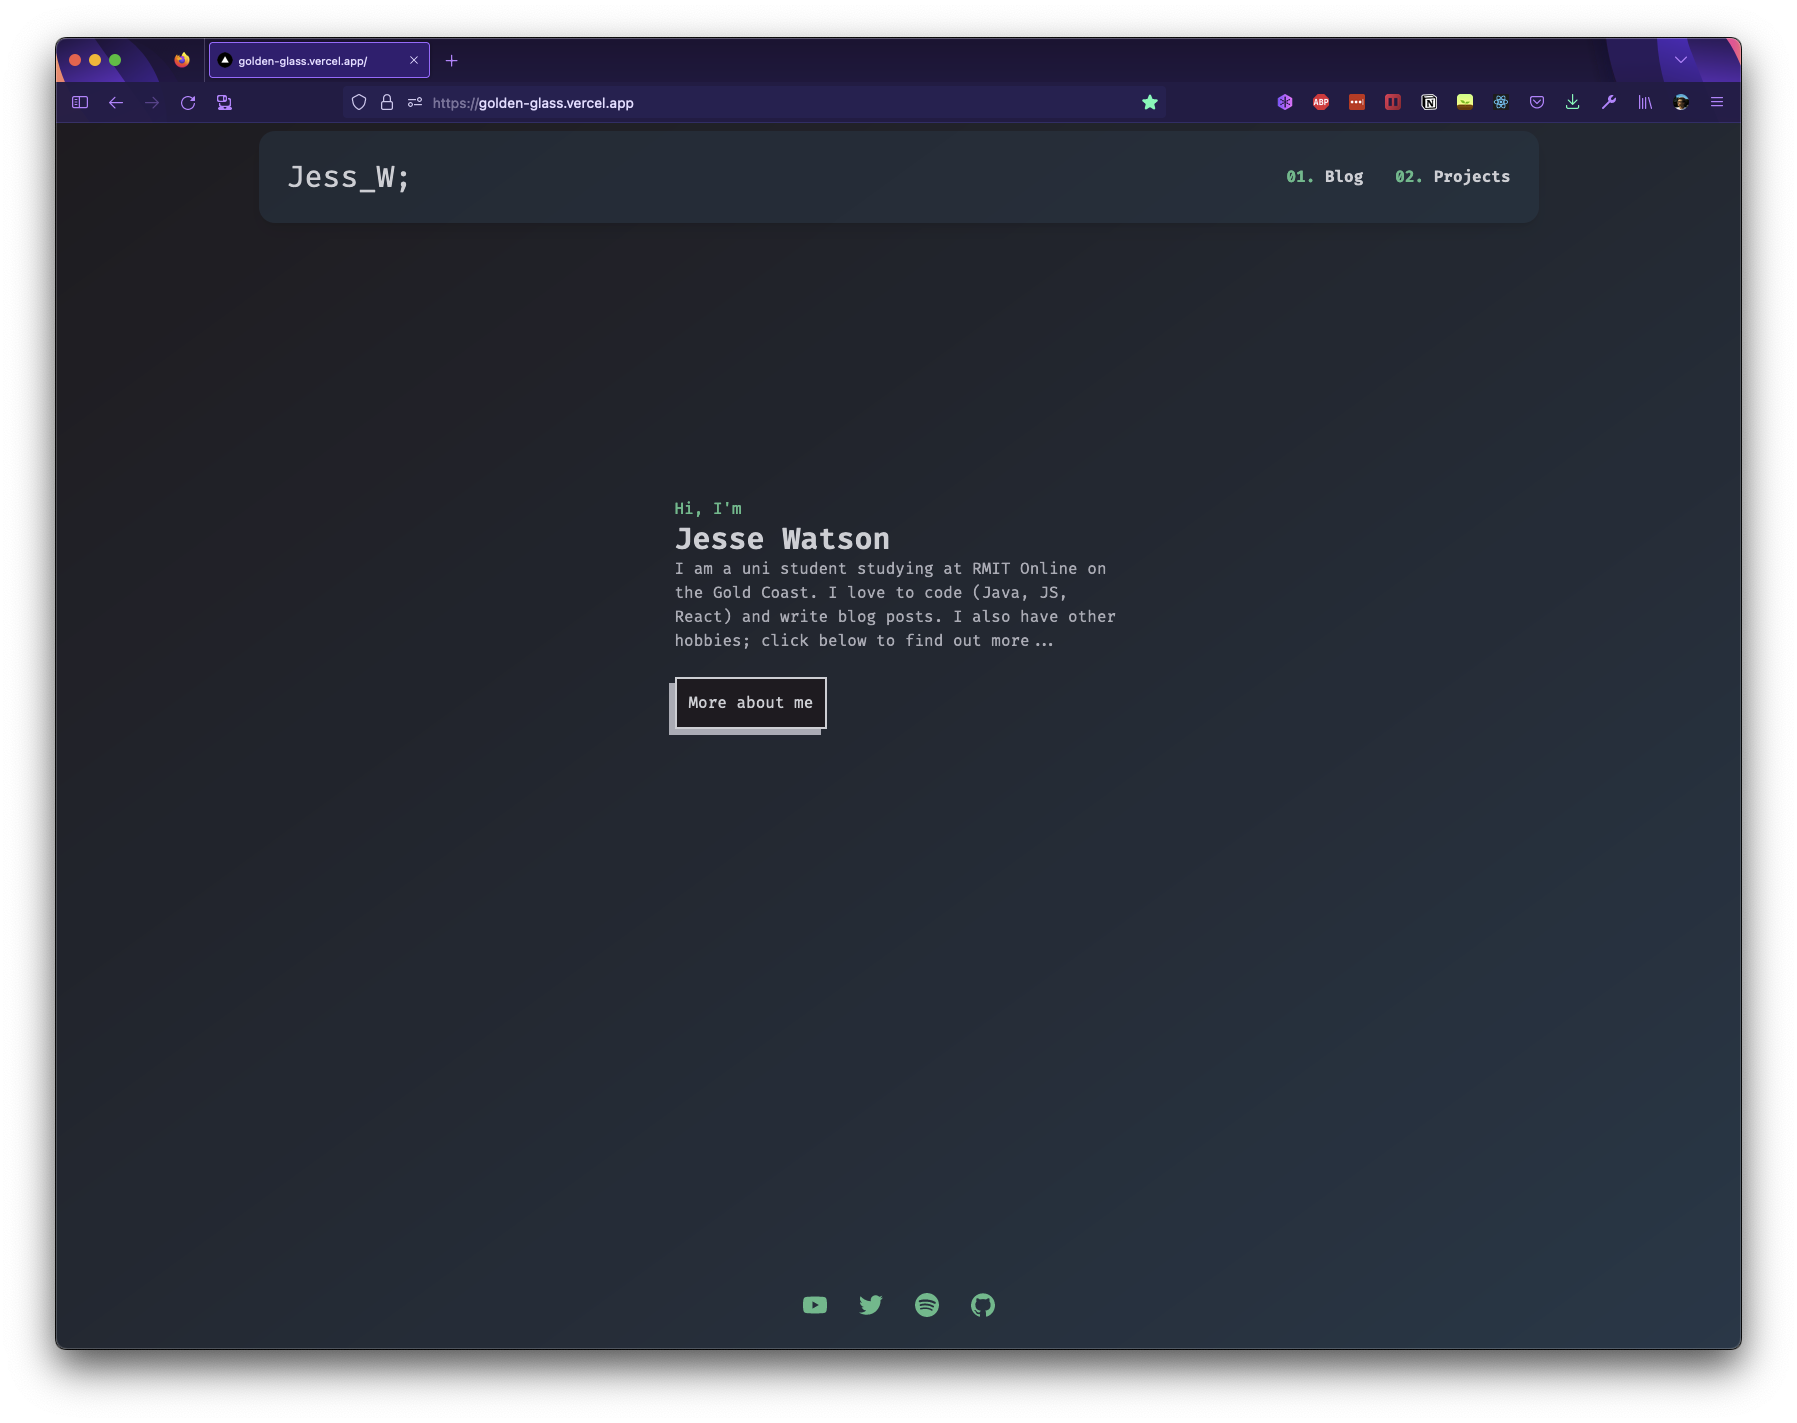 golden-glass.vercel.app/
https://golden-glass.vercel.app
ABP
Jess_W;
01. Blog 02. Projects
Hi, I'm
Jesse Watson
I am a uni student studying at RMIT Online on
the Gold Coast. I love to code (Java, JS,
React) and write blog posts. I also have other
hobbies; click below to find out more...
More about me